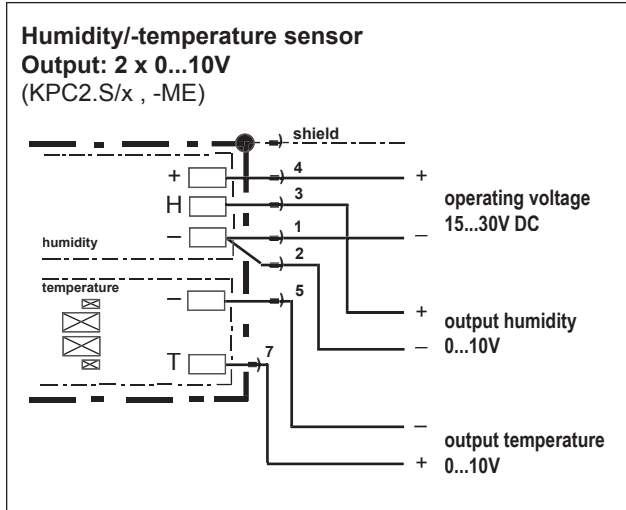 Humidity/-temperature sensor
Output: 2 x 0...10V
(KPC2.S/x , -ME)
shield
+ 4 +
H 3
operating voltage
15...30V DC
– 1 –
humidity
2
temperature
– 5
+
output humidity
– 0...10V
T 7
–
output temperature
+ 0...10V